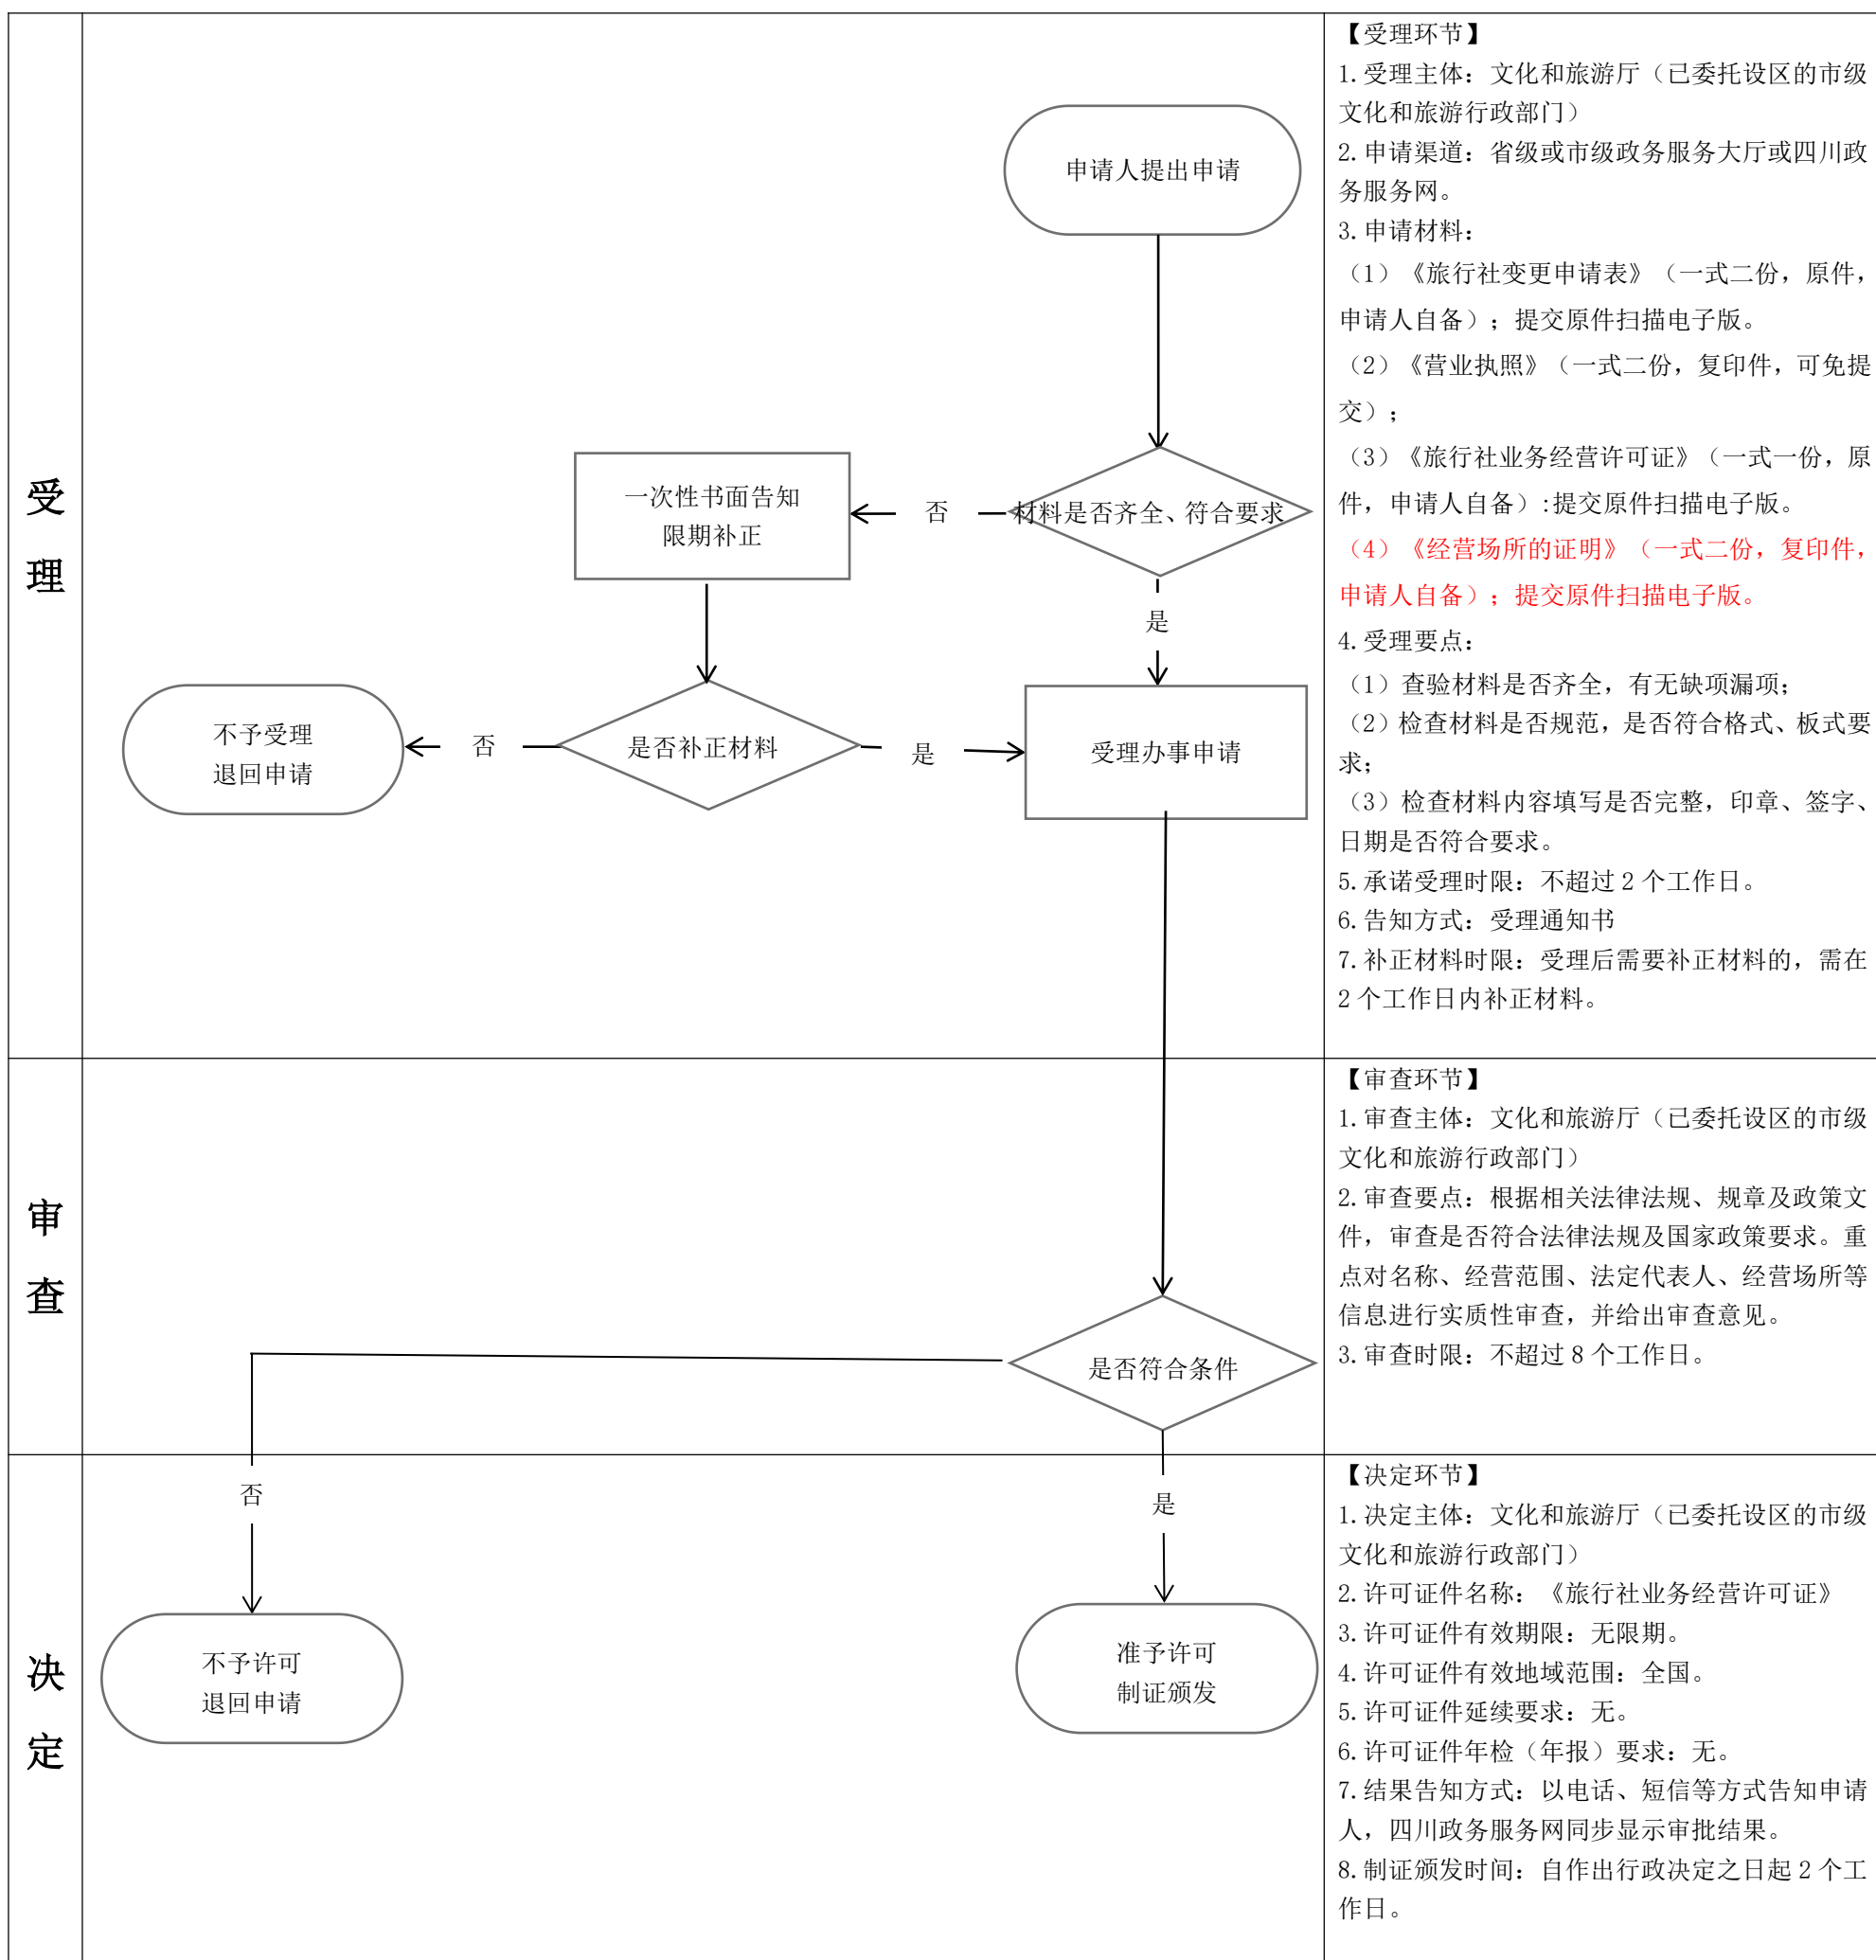 受
理
申请人提出申请
材料是否齐全、符合要求
否
一次性书面告知
限期补正
是
是否补正材料
否
不予受理
退回申请
是
受理办事申请
【受理环节】
1.受理主体：文化和旅游厅（已委托设区的市级
文化和旅游行政部门）
2.申请渠道：省级或市级政务服务大厅或四川政
务服务网。
3.申请材料：
（1）《旅行社变更申请表》（一式二份，原件，
申请人自备）；提交原件扫描电子版。
（2）《营业执照》（一式二份，复印件，可免提
交）；
（3）《旅行社业务经营许可证》（一式一份，原
件，申请人自备）:提交原件扫描电子版。
（4）《经营场所的证明》（一式二份，复印件，
申请人自备）；提交原件扫描电子版。
4.受理要点：
（1）查验材料是否齐全，有无缺项漏项；
（2）检查材料是否规范，是否符合格式、板式要
求；
（3）检查材料内容填写是否完整，印章、签字、
日期是否符合要求。
5.承诺受理时限：不超过 2 个工作日。
6.告知方式：受理通知书
7.补正材料时限：受理后需要补正材料的，需在
2 个工作日内补正材料。
审
查
是否符合条件
【审查环节】
1.审查主体：文化和旅游厅（已委托设区的市级
文化和旅游行政部门）
2.审查要点：根据相关法律法规、规章及政策文
件，审查是否符合法律法规及国家政策要求。重
点对名称、经营范围、法定代表人、经营场所等
信息进行实质性审查，并给出审查意见。
3.审查时限：不超过 8 个工作日。
决
定
否
是
不予许可
退回申请
准予许可
制证颁发
【决定环节】
1.决定主体：文化和旅游厅（已委托设区的市级
文化和旅游行政部门）
2.许可证件名称：《旅行社业务经营许可证》
3.许可证件有效期限：无限期。
4.许可证件有效地域范围：全国。
5.许可证件延续要求：无。
6.许可证件年检（年报）要求：无。
7.结果告知方式：以电话、短信等方式告知申请
人，四川政务服务网同步显示审批结果。
8.制证颁发时间：自作出行政决定之日起 2 个工
作日。